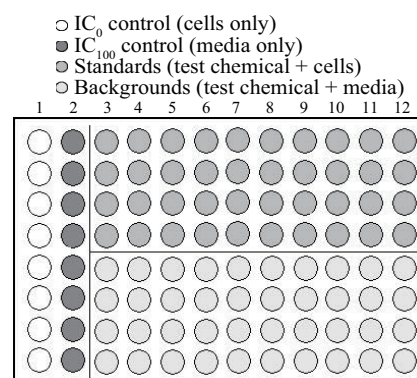 IC₀ control (cells only)
IC₁₀₀ control (media only)
Standards (test chemical + cells)
Backgrounds (test chemical + media)
1 2 3 4 5 6 7 8 9 10 11 12